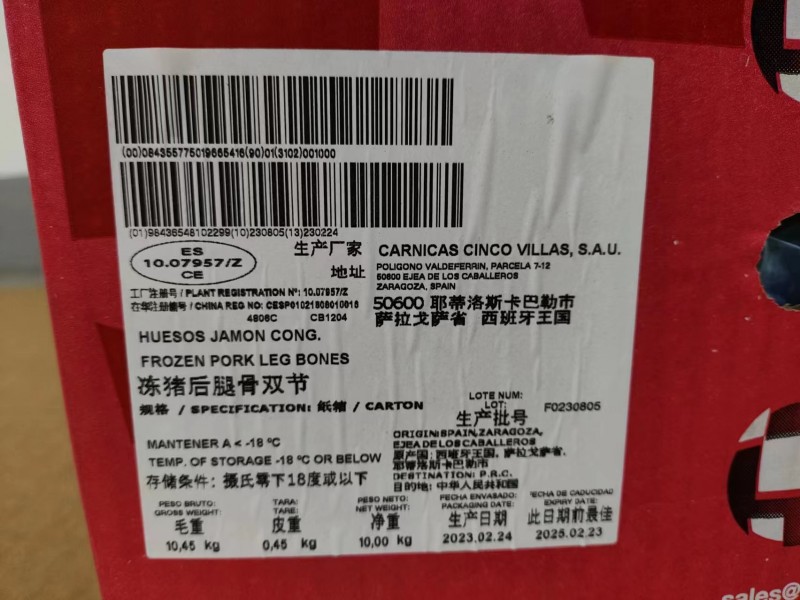 (00)084355775019665416(90)01(3102)001000
(01)98436548102299(10)230805(13)230224
ES
10.07957/Z
CE
生产厂家 CARNICAS CINCO VILLAS, S.A.U.
地址 POLIGONO VALDEFERRIN, PARCELA 7-12
50600 EJEA DE LOS CABALLEROS
ZARAGOZA, SPAIN
工厂注册号 / PLANT REGISTRATION Nº: 10.07957/Z
在华注册编号 / CHINA REG NO: CESP01021508010015
4806C CB1204
50600 耶蒂洛斯卡巴勒市
萨拉戈萨省 西班牙王国
HUESOS JAMON CONG.
FROZEN PORK LEG BONES
冻猪后腿骨双节
规格 / SPECIFICATION: 纸箱 / CARTON
LOTE NUM:
LOT:
生产批号
F0230805
MANTENER A < -18 ºC
TEMP. OF STORAGE -18 ºC OR BELOW
存储条件: 摄氏零下18度或以下
ORIGIN:SPAIN,ZARAGOZA,
EJEA DE LOS CABALLEROS
原产国: 西班牙王国, 萨拉戈萨省,
耶蒂洛斯卡巴勒市
DESTINATION: P.R.C.
目的地: 中华人民共和国
PESO BRUTO:
GROSS WEIGHT:
毛重
10,45 kg
TARA:
TARE:
皮重
0,45 kg
PESO NETO:
NET WEIGHT:
净重
10,00 kg
FECHA ENVASADO:
PACKAGING DATE:
生产日期
2023.02.24
FECHA DE CADUCIDAD
EXPIRY DATE:
此日期前最佳
2025.02.23
sales@